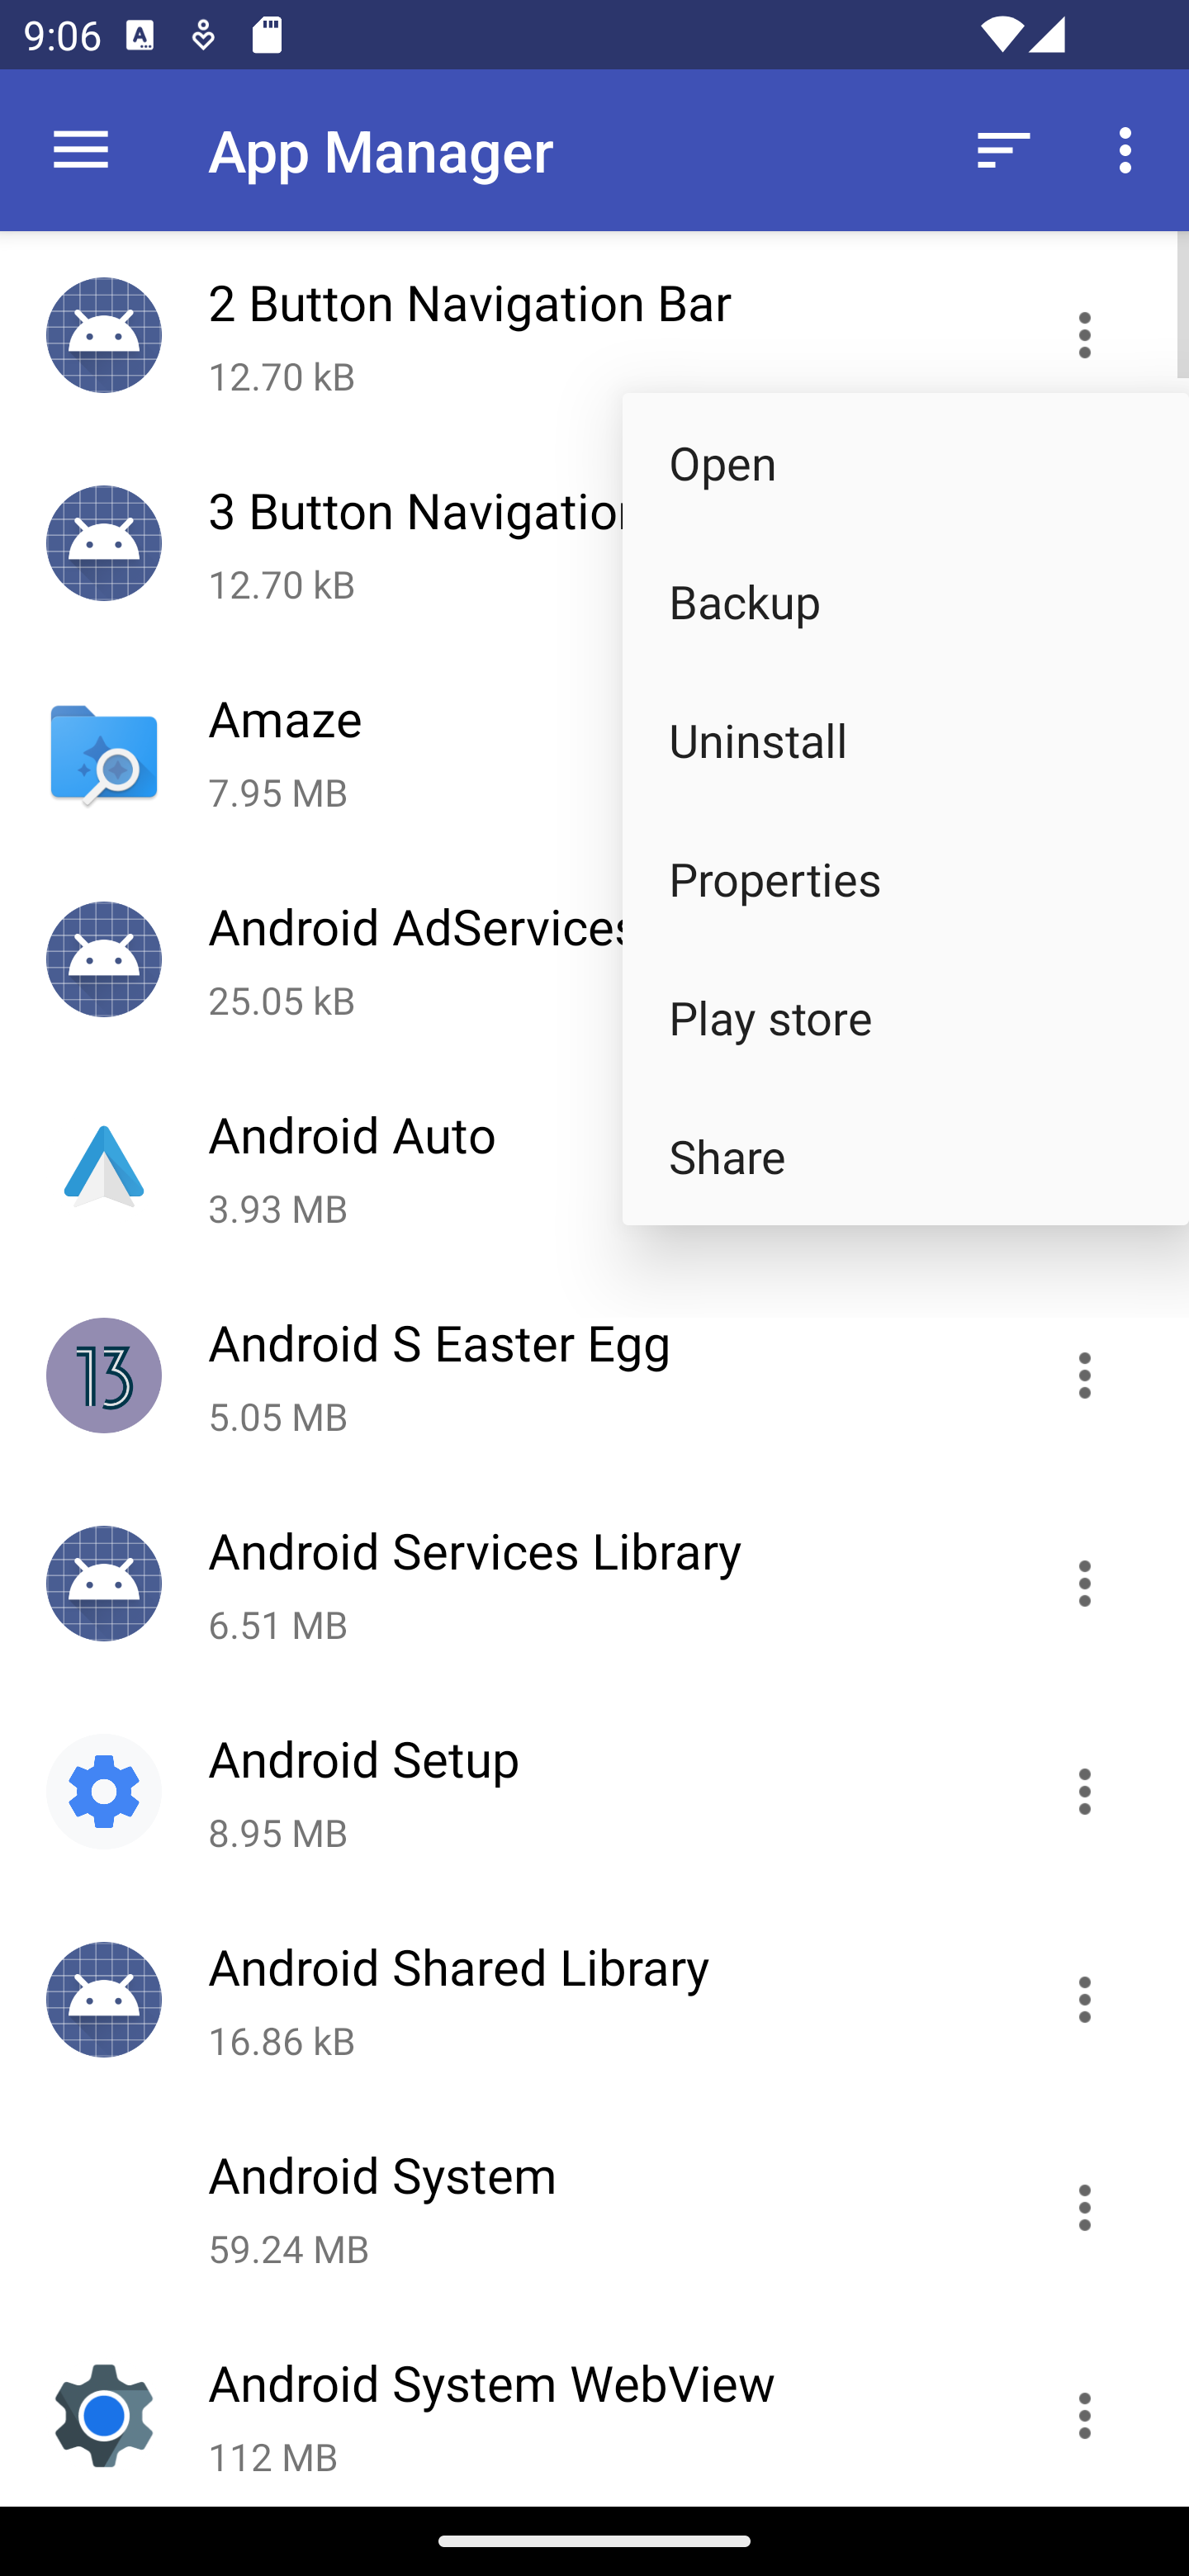 9:06
App Manager
2 Button Navigation Bar
12.70 kB
Open
3 Button Navigation
12.70 kB
Backup
Amaze
7.95 MB
Uninstall
Properties
Android AdServices
25.05 kB
Play store
Android Auto
3.93 MB
Share
Android S Easter Egg
5.05 MB
Android Services Library
6.51 MB
Android Setup
8.95 MB
Android Shared Library
16.86 kB
Android System
59.24 MB
Android System WebView
112 MB